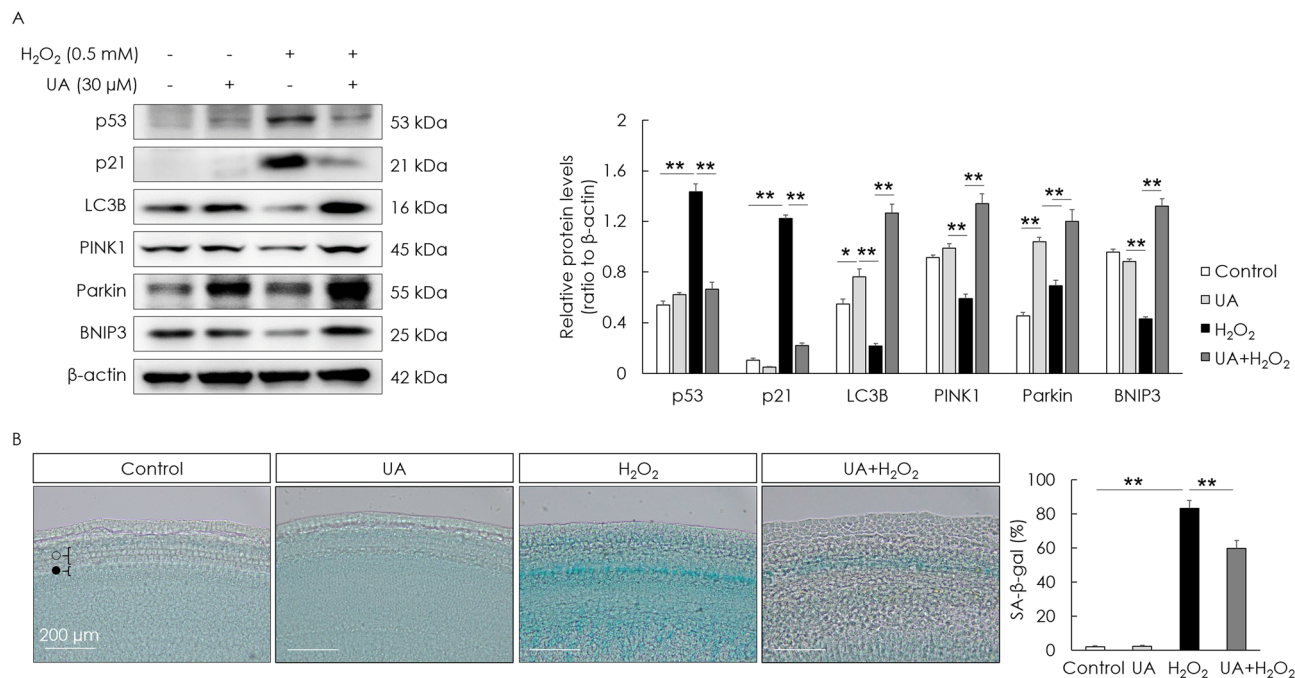 A
H₂O₂ (0.5 mM) - - + +
UA (30 µM) - + - +
p53 53 kDa
p21 21 kDa
LC3B 16 kDa
PINK1 45 kDa
Parkin 55 kDa
BNIP3 25 kDa
β-actin 42 kDa
Relative protein levels
(ratio to β-actin)
2
1.6
1.2
0.8
0.4
0
** ** ** ** * ** ** ** ** ** ** ** **
p53 p21 LC3B PINK1 Parkin BNIP3
Control
UA
H₂O₂
UA+H₂O₂
B
Control UA H₂O₂ UA+H₂O₂
200 µm
SA-β-gal (%)
100
80
60
40
20
0
** **
Control UA H₂O₂ UA+H₂O₂